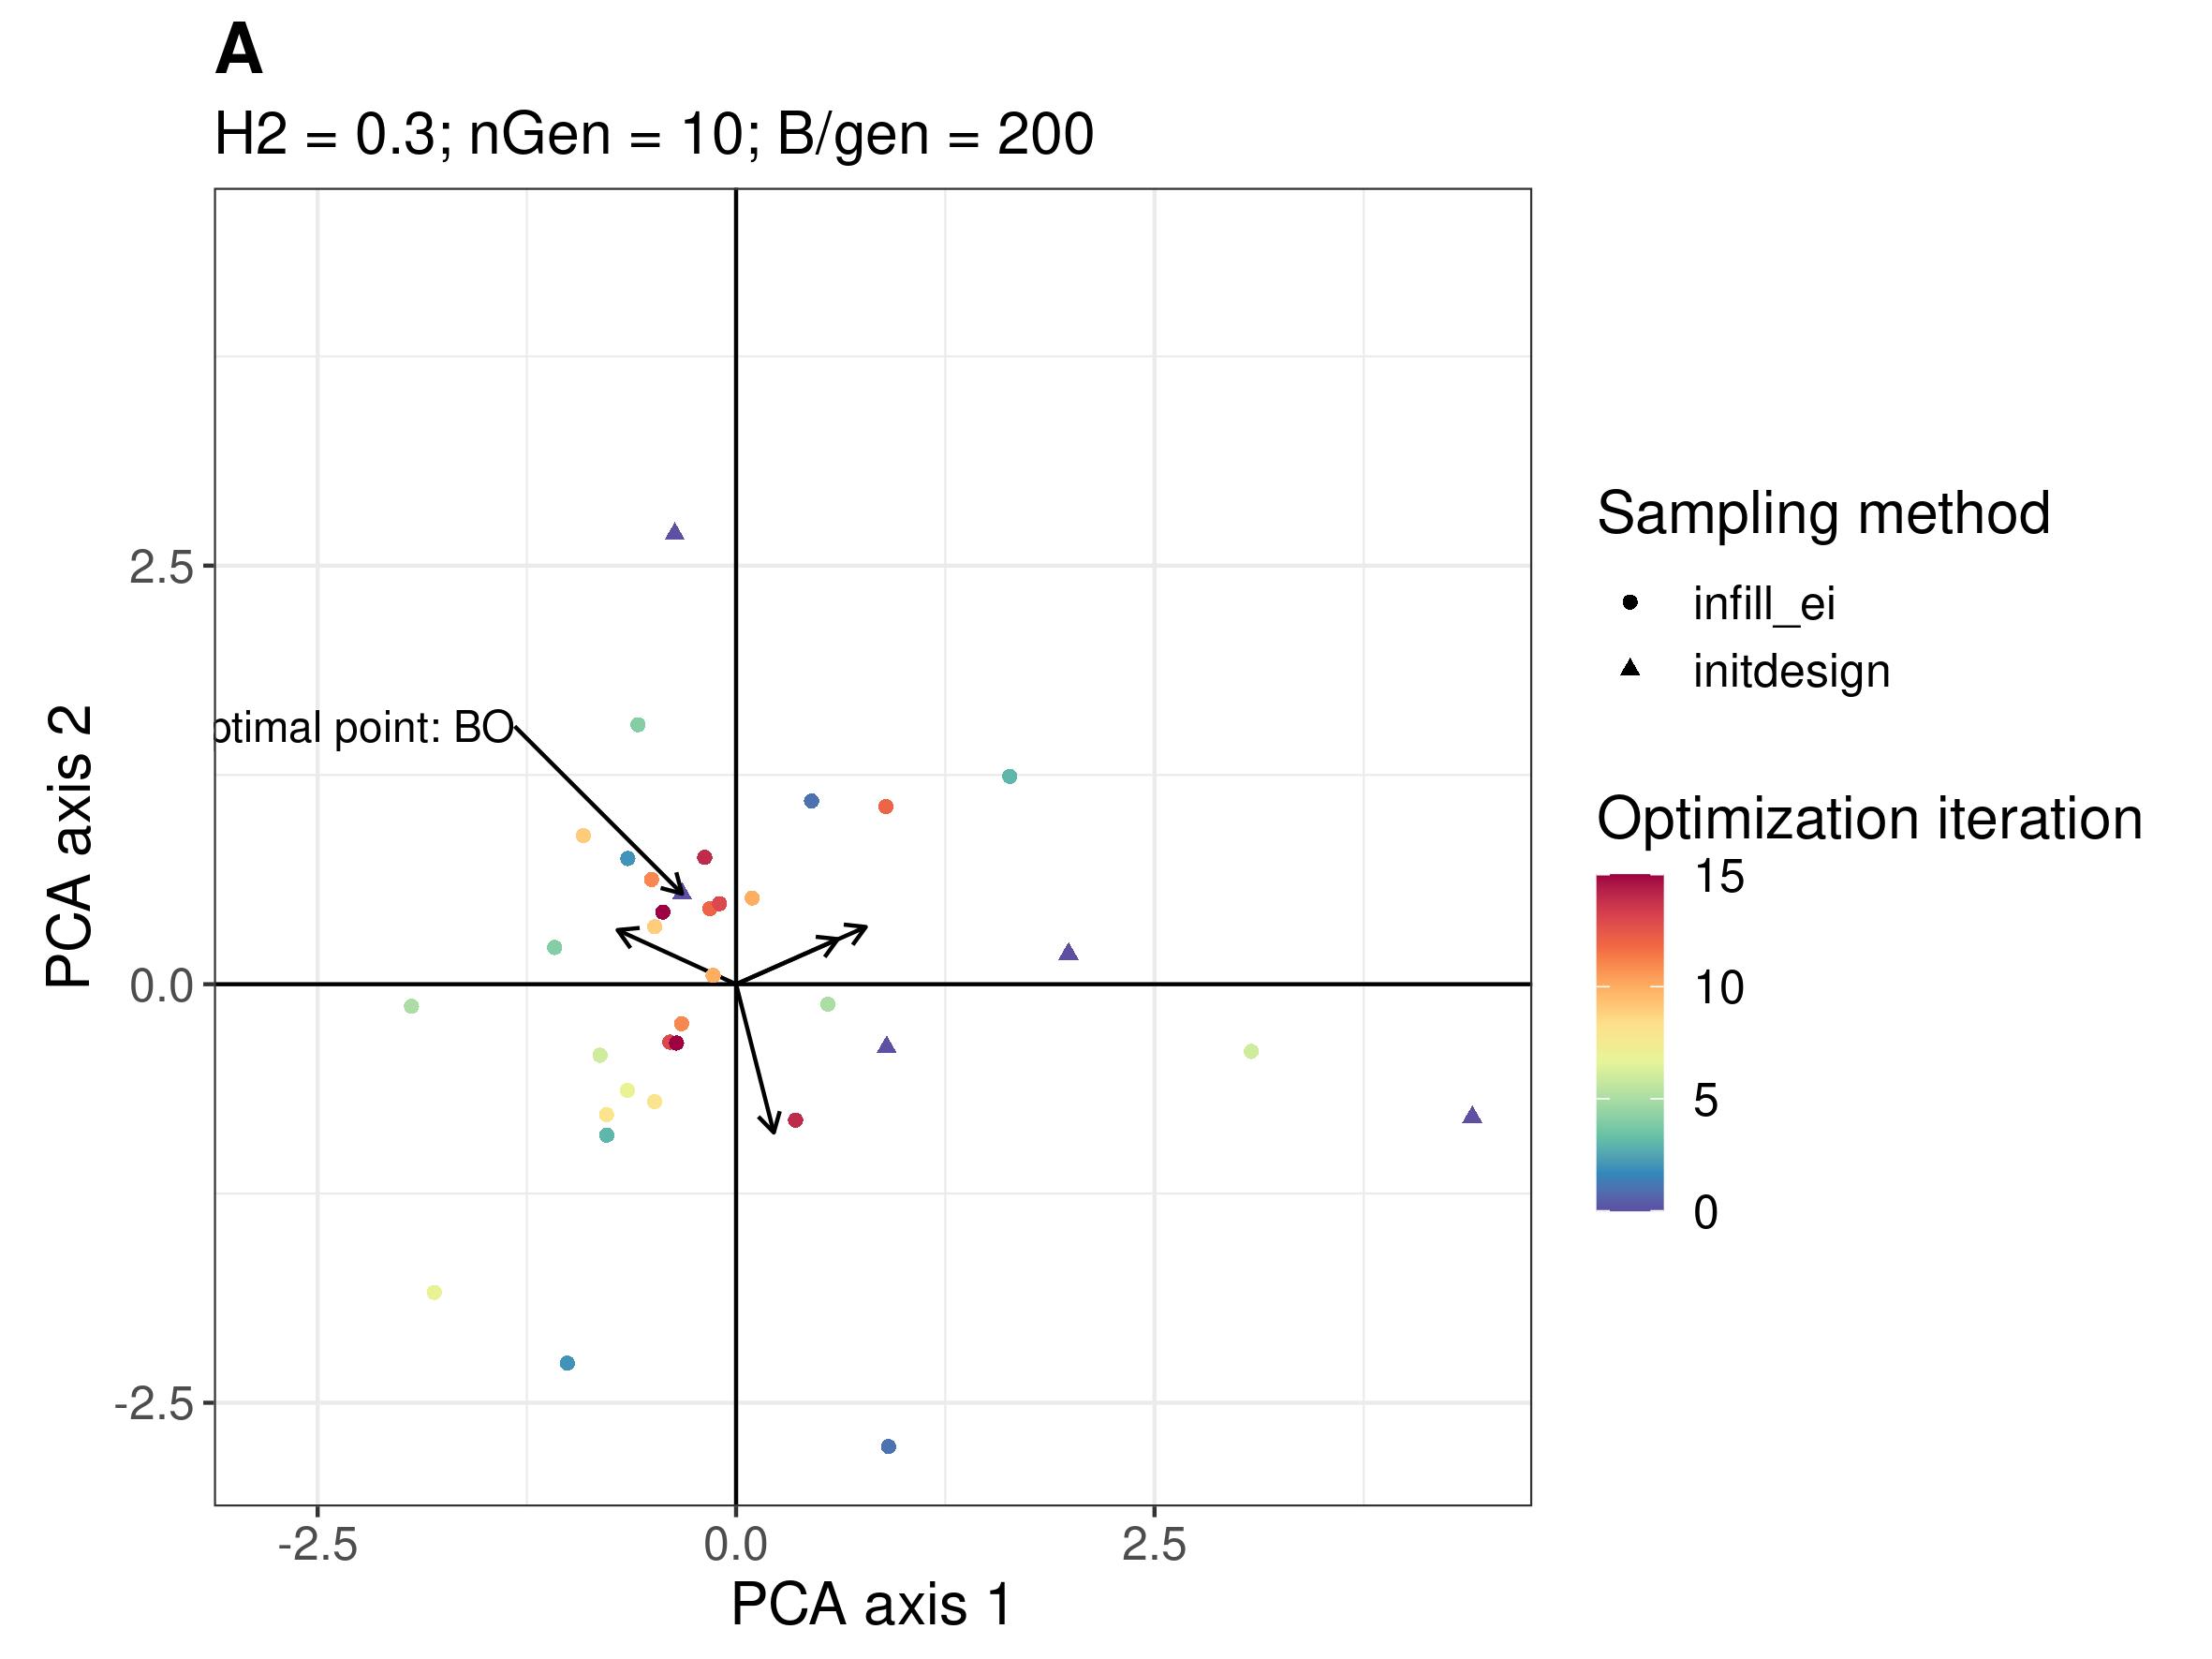 A
H2 = 0.3; nGen = 10; B/gen = 200
2.5
0.0
-2.5
PCA axis 2
ptimal point: BO
-2.5
0.0
2.5
PCA axis 1
Sampling method
infill_ei
initdesign
Optimization iteration
15
10
5
0